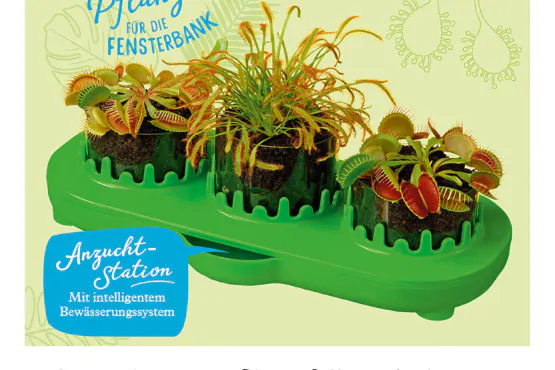 FÜR DIE
FENSTERBANK
Anzucht-
Station
Mit intelligentem
Bewässerungssystem